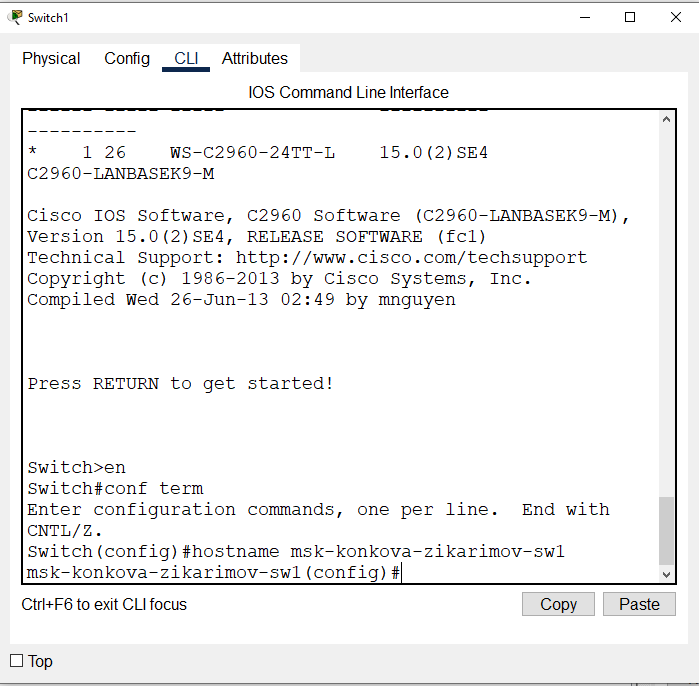 Switch1
Physical Config CLI Attributes
IOS Command Line Interface
----------
*    1 26    WS-C2960-24TT-L    15.0(2)SE4
C2960-LANBASEK9-M
Cisco IOS Software, C2960 Software (C2960-LANBASEK9-M),
Version 15.0(2)SE4, RELEASE SOFTWARE (fc1)
Technical Support: http://www.cisco.com/techsupport
Copyright (c) 1986-2013 by Cisco Systems, Inc.
Compiled Wed 26-Jun-13 02:49 by mnguyen
Press RETURN to get started!
Switch>en
Switch#conf term
Enter configuration commands, one per line.  End with
CNTL/Z.
Switch(config)#hostname msk-konkova-zikarimov-sw1
msk-konkova-zikarimov-sw1(config)#
Ctrl+F6 to exit CLI focus
Copy Paste
Top